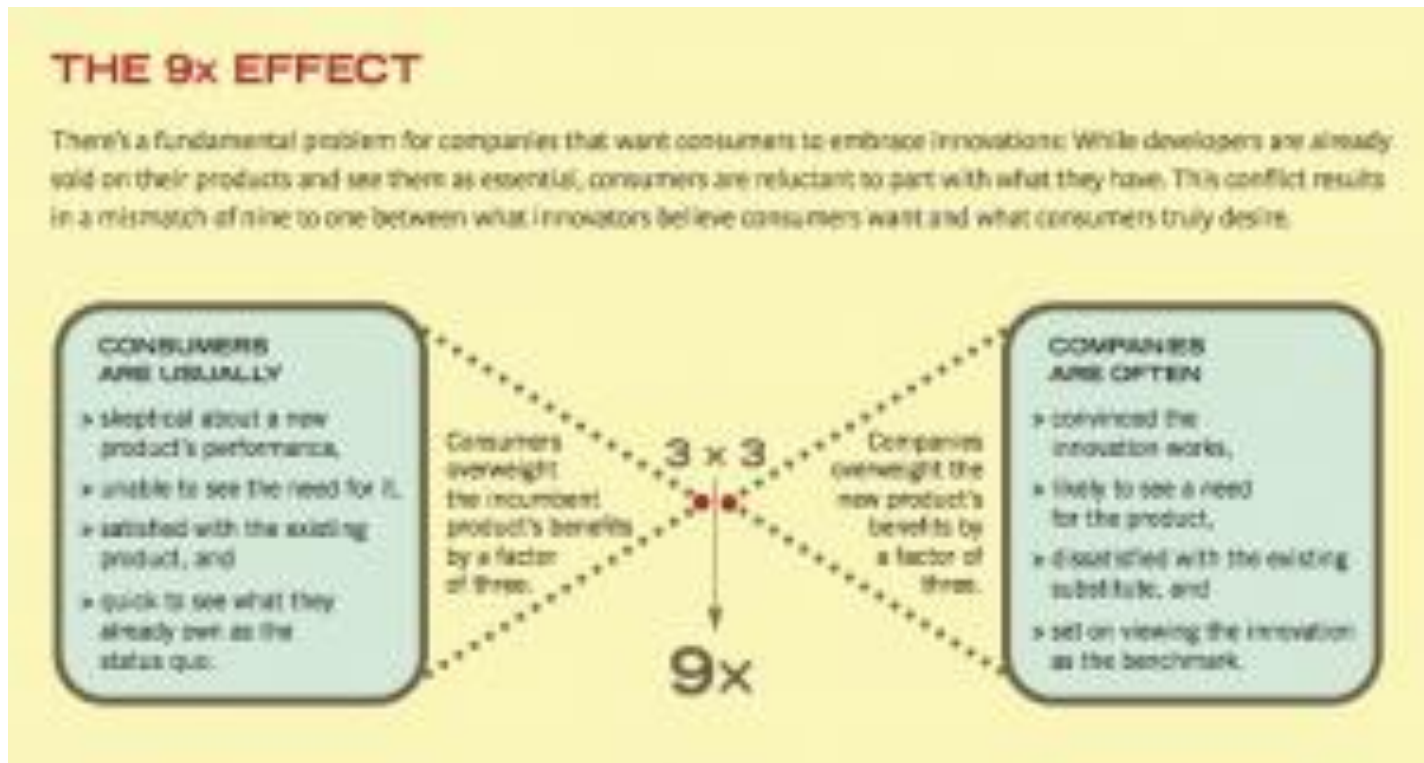 THE 9x EFFECT
There's a fundamental problem for companies that want consumers to embrace innovations: While developers are already
sold on their products and see them as essential, consumers are reluctant to part with what they have. This conflict results
in a mismatch of nine to one between what innovators believe consumers want and what consumers truly desire.
CONSUMERS
ARE USUALLY
» skeptical about a new
product's performance,
» unable to see the need for it,
» satisfied with the existing
product, and
» quick to see what they
already own as the
status quo.
Consumers
overweight
the incumbent
product's benefits
by a factor
of three.
3 x 3
9x
Companies
overweight the
new product's
benefits by
a factor of
three.
COMPANIES
ARE OFTEN
» convinced the
innovation works,
» likely to see a need
for the product,
» dissatisfied with the existing
substitute, and
» set on viewing the innovation
as the benchmark.